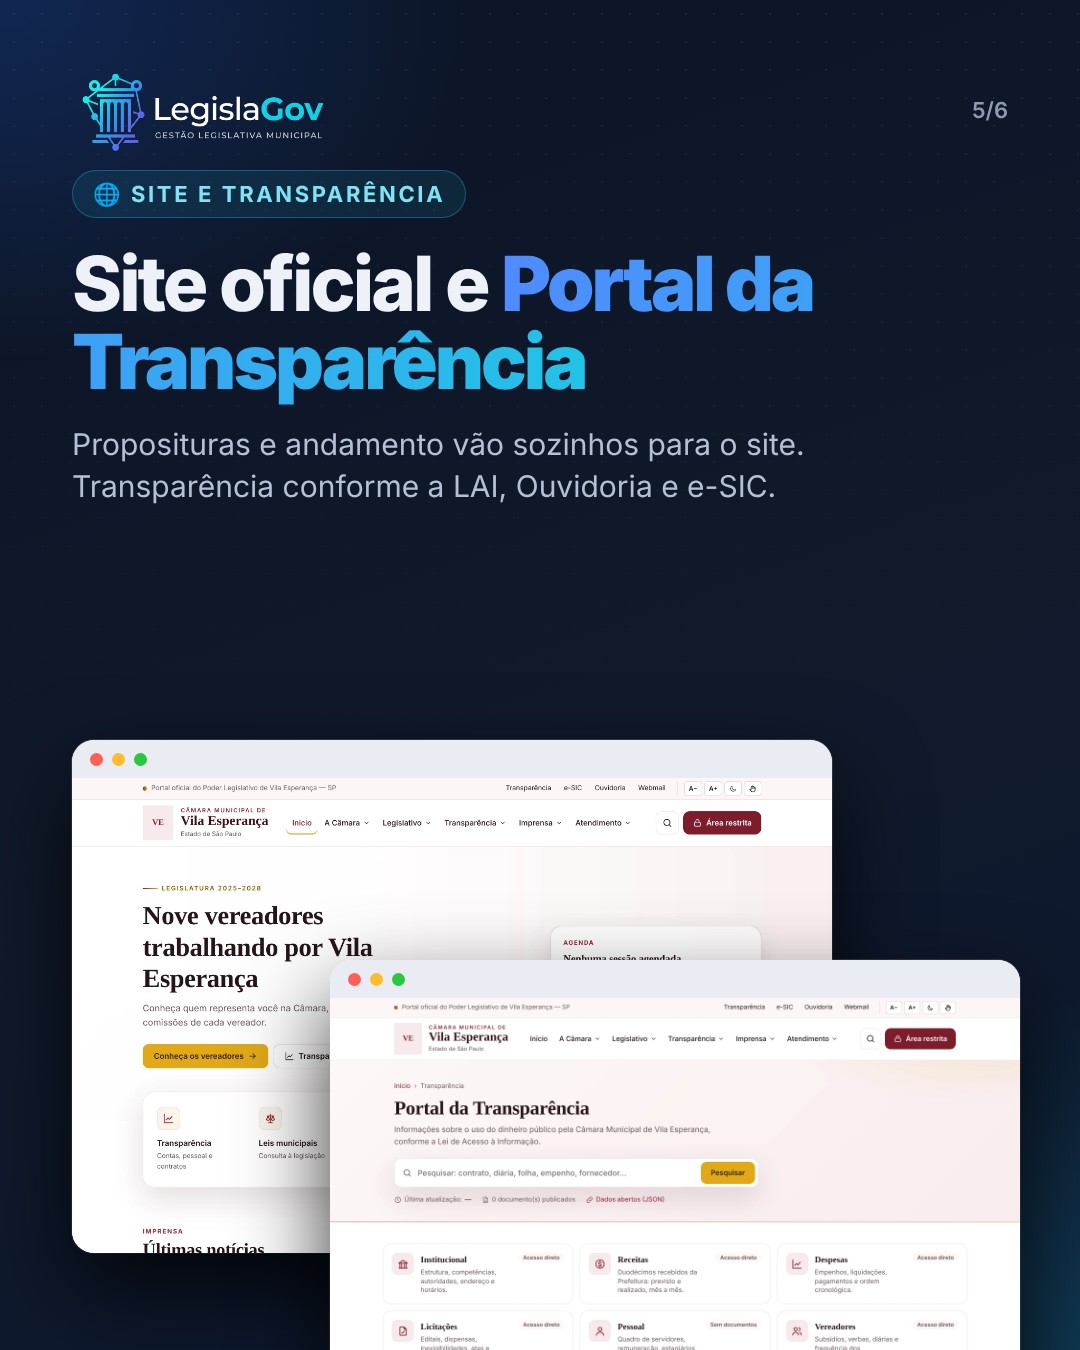 LegislaGov
GESTÃO LEGISLATIVA MUNICIPAL
5/6
SITE E TRANSPARÊNCIA
Site oficial e Portal da
Transparência
Proposituras e andamento vão sozinhos para o site.
Transparência conforme a LAI, Ouvidoria e e-SIC.
Portal oficial do Poder Legislativo de Vila Esperança — SP
Transparência e-SIC Ouvidoria Webmail A− A+
VE
CÂMARA MUNICIPAL DE
Vila Esperança
Estado de São Paulo
Início A Câmara Legislativo Transparência Imprensa Atendimento Área restrita
LEGISLATURA 2025–2028
Nove vereadores
trabalhando por Vila
Esperança
Conheça quem representa você na Câmara,
comissões de cada vereador.
Conheça os vereadores → Transpa
AGENDA
Nenhuma sessão agendada
Transparência
Contas, pessoal e
contratos
Leis municipais
Consulta à legislação
IMPRENSA
Últimas notícias
Portal oficial do Poder Legislativo de Vila Esperança — SP
Transparência e-SIC Ouvidoria Webmail A− A+
VE
CÂMARA MUNICIPAL DE
Vila Esperança
Estado de São Paulo
Início A Câmara Legislativo Transparência Imprensa Atendimento Área restrita
Início › Transparência
Portal da Transparência
Informações sobre o uso do dinheiro público pela Câmara Municipal de Vila Esperança,
conforme a Lei de Acesso à Informação.
Pesquisar: contrato, diária, folha, empenho, fornecedor... Pesquisar
Última atualização: — 0 documento(s) publicados Dados abertos (JSON)
Institucional Acesso direto
Estrutura, competências,
autoridades, endereço e
horários.
Receitas Acesso direto
Duodécimos recebidos da
Prefeitura: previsto e
realizado, mês a mês.
Despesas Acesso direto
Empenhos, liquidações,
pagamentos e ordem
cronológica.
Licitações Acesso direto
Editais, dispensas,
inexigibilidades, atas e
Pessoal Sem documentos
Quadro de servidores,
remuneração, estagiários
Vereadores Acesso direto
Subsídios, verbas, diárias e
frequência dos